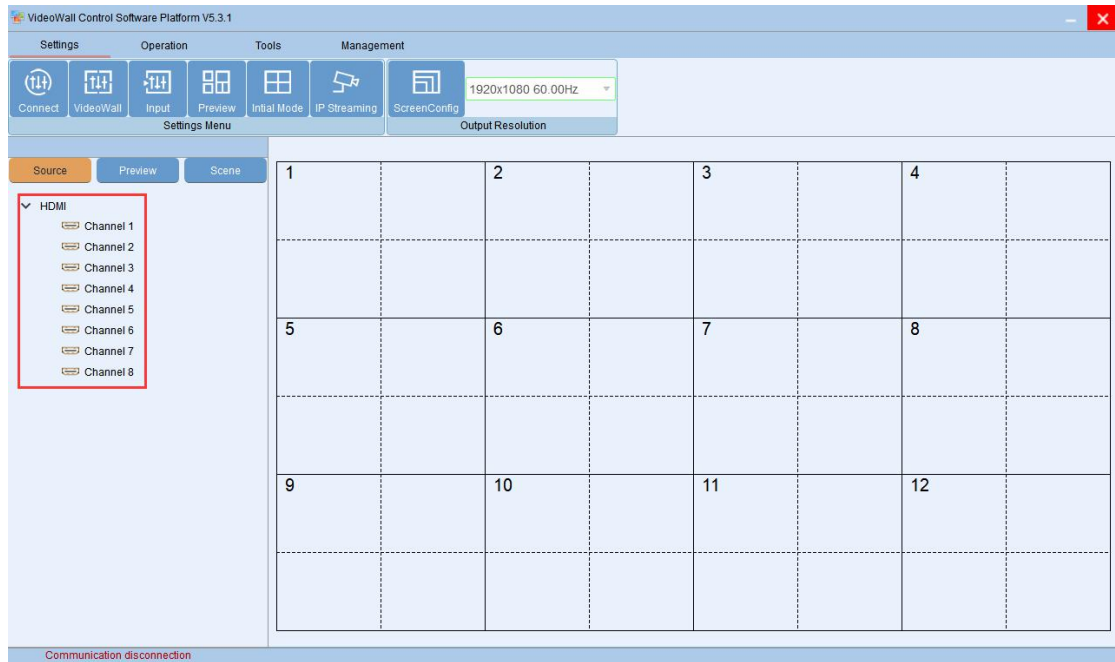 VideoWall Control Software Platform V5.3.1
Settings Operation Tools Management
Connect VideoWall Input Preview Intial Mode IP Streaming ScreenConfig 1920x1080 60.00Hz
Settings Menu Output Resolution
Source Preview Scene
HDMI
Channel 1
Channel 2
Channel 3
Channel 4
Channel 5
Channel 6
Channel 7
Channel 8
1 2 3 4
5 6 7 8
9 10 11 12
Communication disconnection